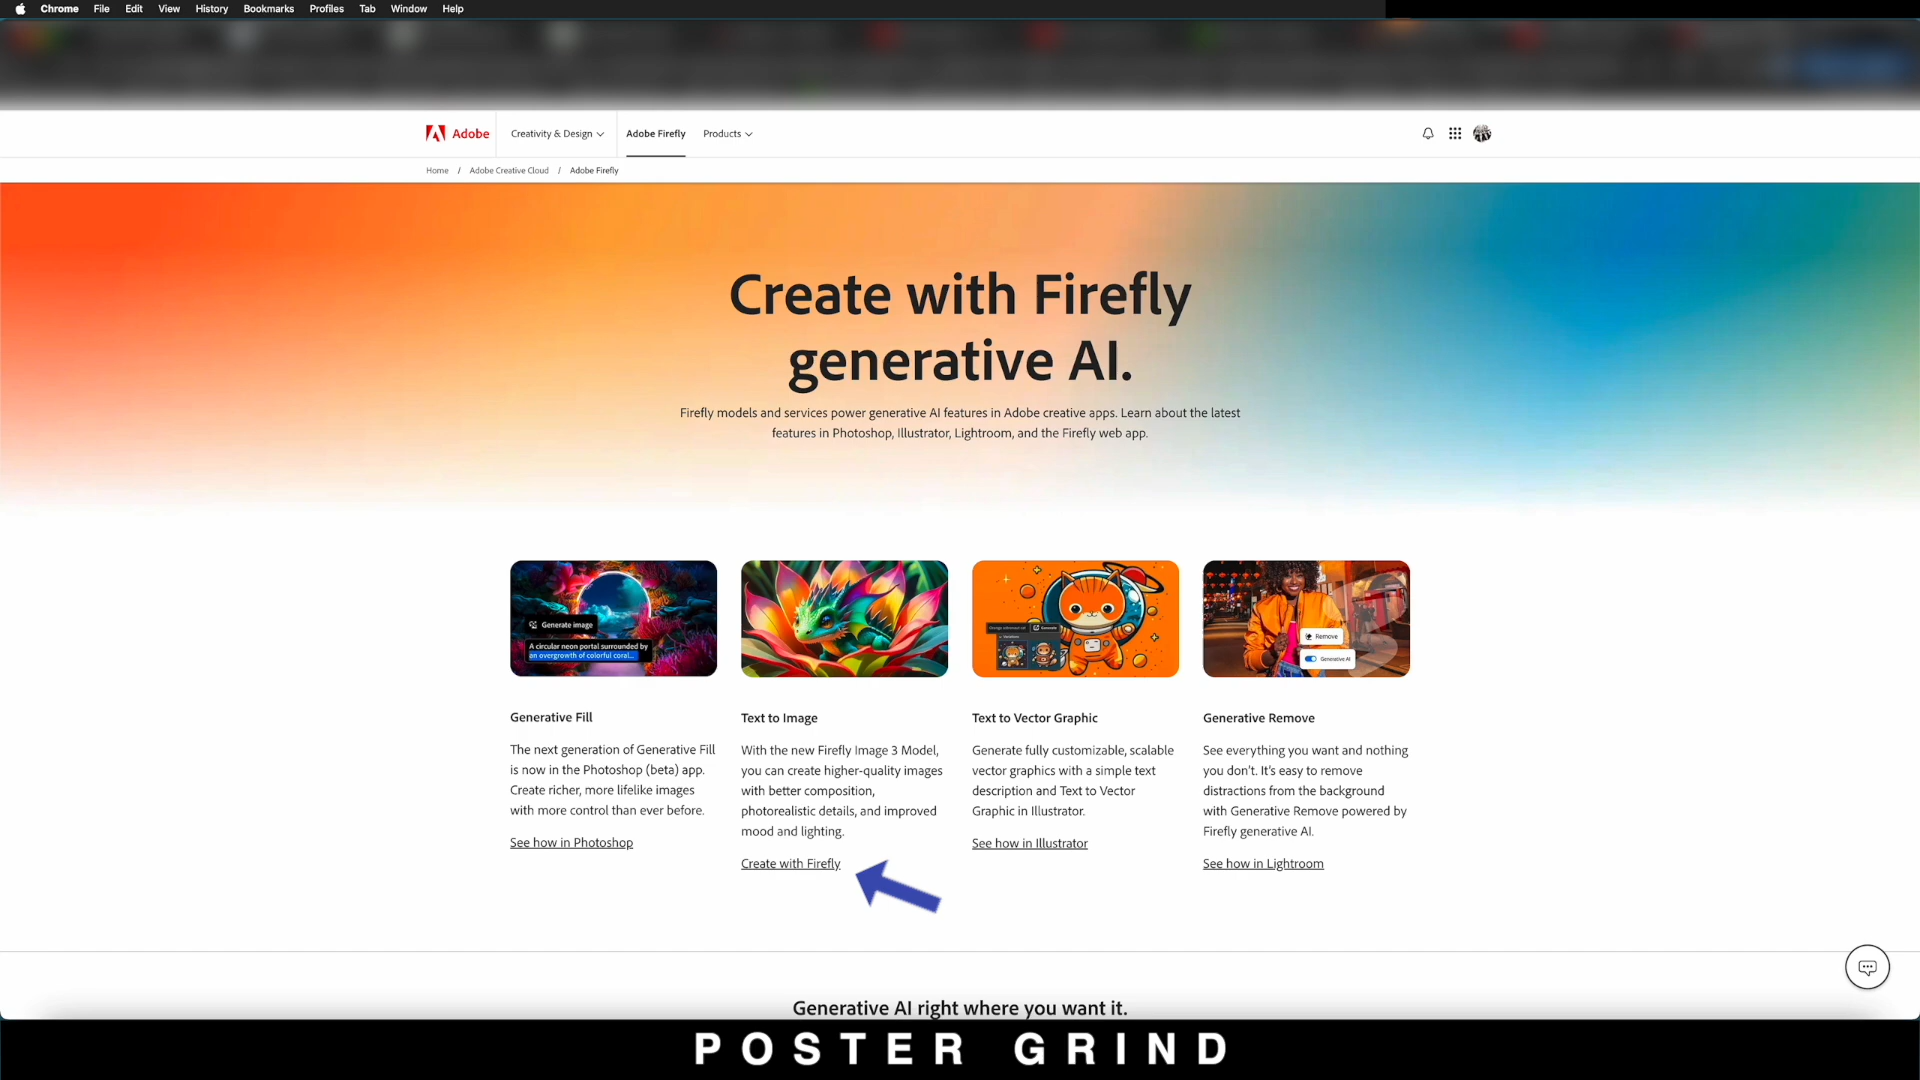 Chrome File Edit View History Bookmarks Profiles Tab Window Help
Adobe Creativity & Design Adobe Firefly Products
Home / Adobe Creative Cloud / Adobe Firefly
Create with Firefly
generative AI.
Firefly models and services power generative AI features in Adobe creative apps. Learn about the latest
features in Photoshop, Illustrator, Lightroom, and the Firefly web app.
Generate image
A circular neon portal surrounded by
an overgrowth of colorful coral...
Generative Fill
The next generation of Generative Fill
is now in the Photoshop (beta) app.
Create richer, more lifelike images
with more control than ever before.
See how in Photoshop
Text to Image
With the new Firefly Image 3 Model,
you can create higher-quality images
with better composition,
photorealistic details, and improved
mood and lighting.
Create with Firefly
Generate
Variations
Text to Vector Graphic
Generate fully customizable, scalable
vector graphics with a simple text
description and Text to Vector
Graphic in Illustrator.
See how in Illustrator
Remove
Generative AI
Generative Remove
See everything you want and nothing
you don't. It's easy to remove
distractions from the background
with Generative Remove powered by
Firefly generative AI.
See how in Lightroom
Generative AI right where you want it.
POSTER GRIND